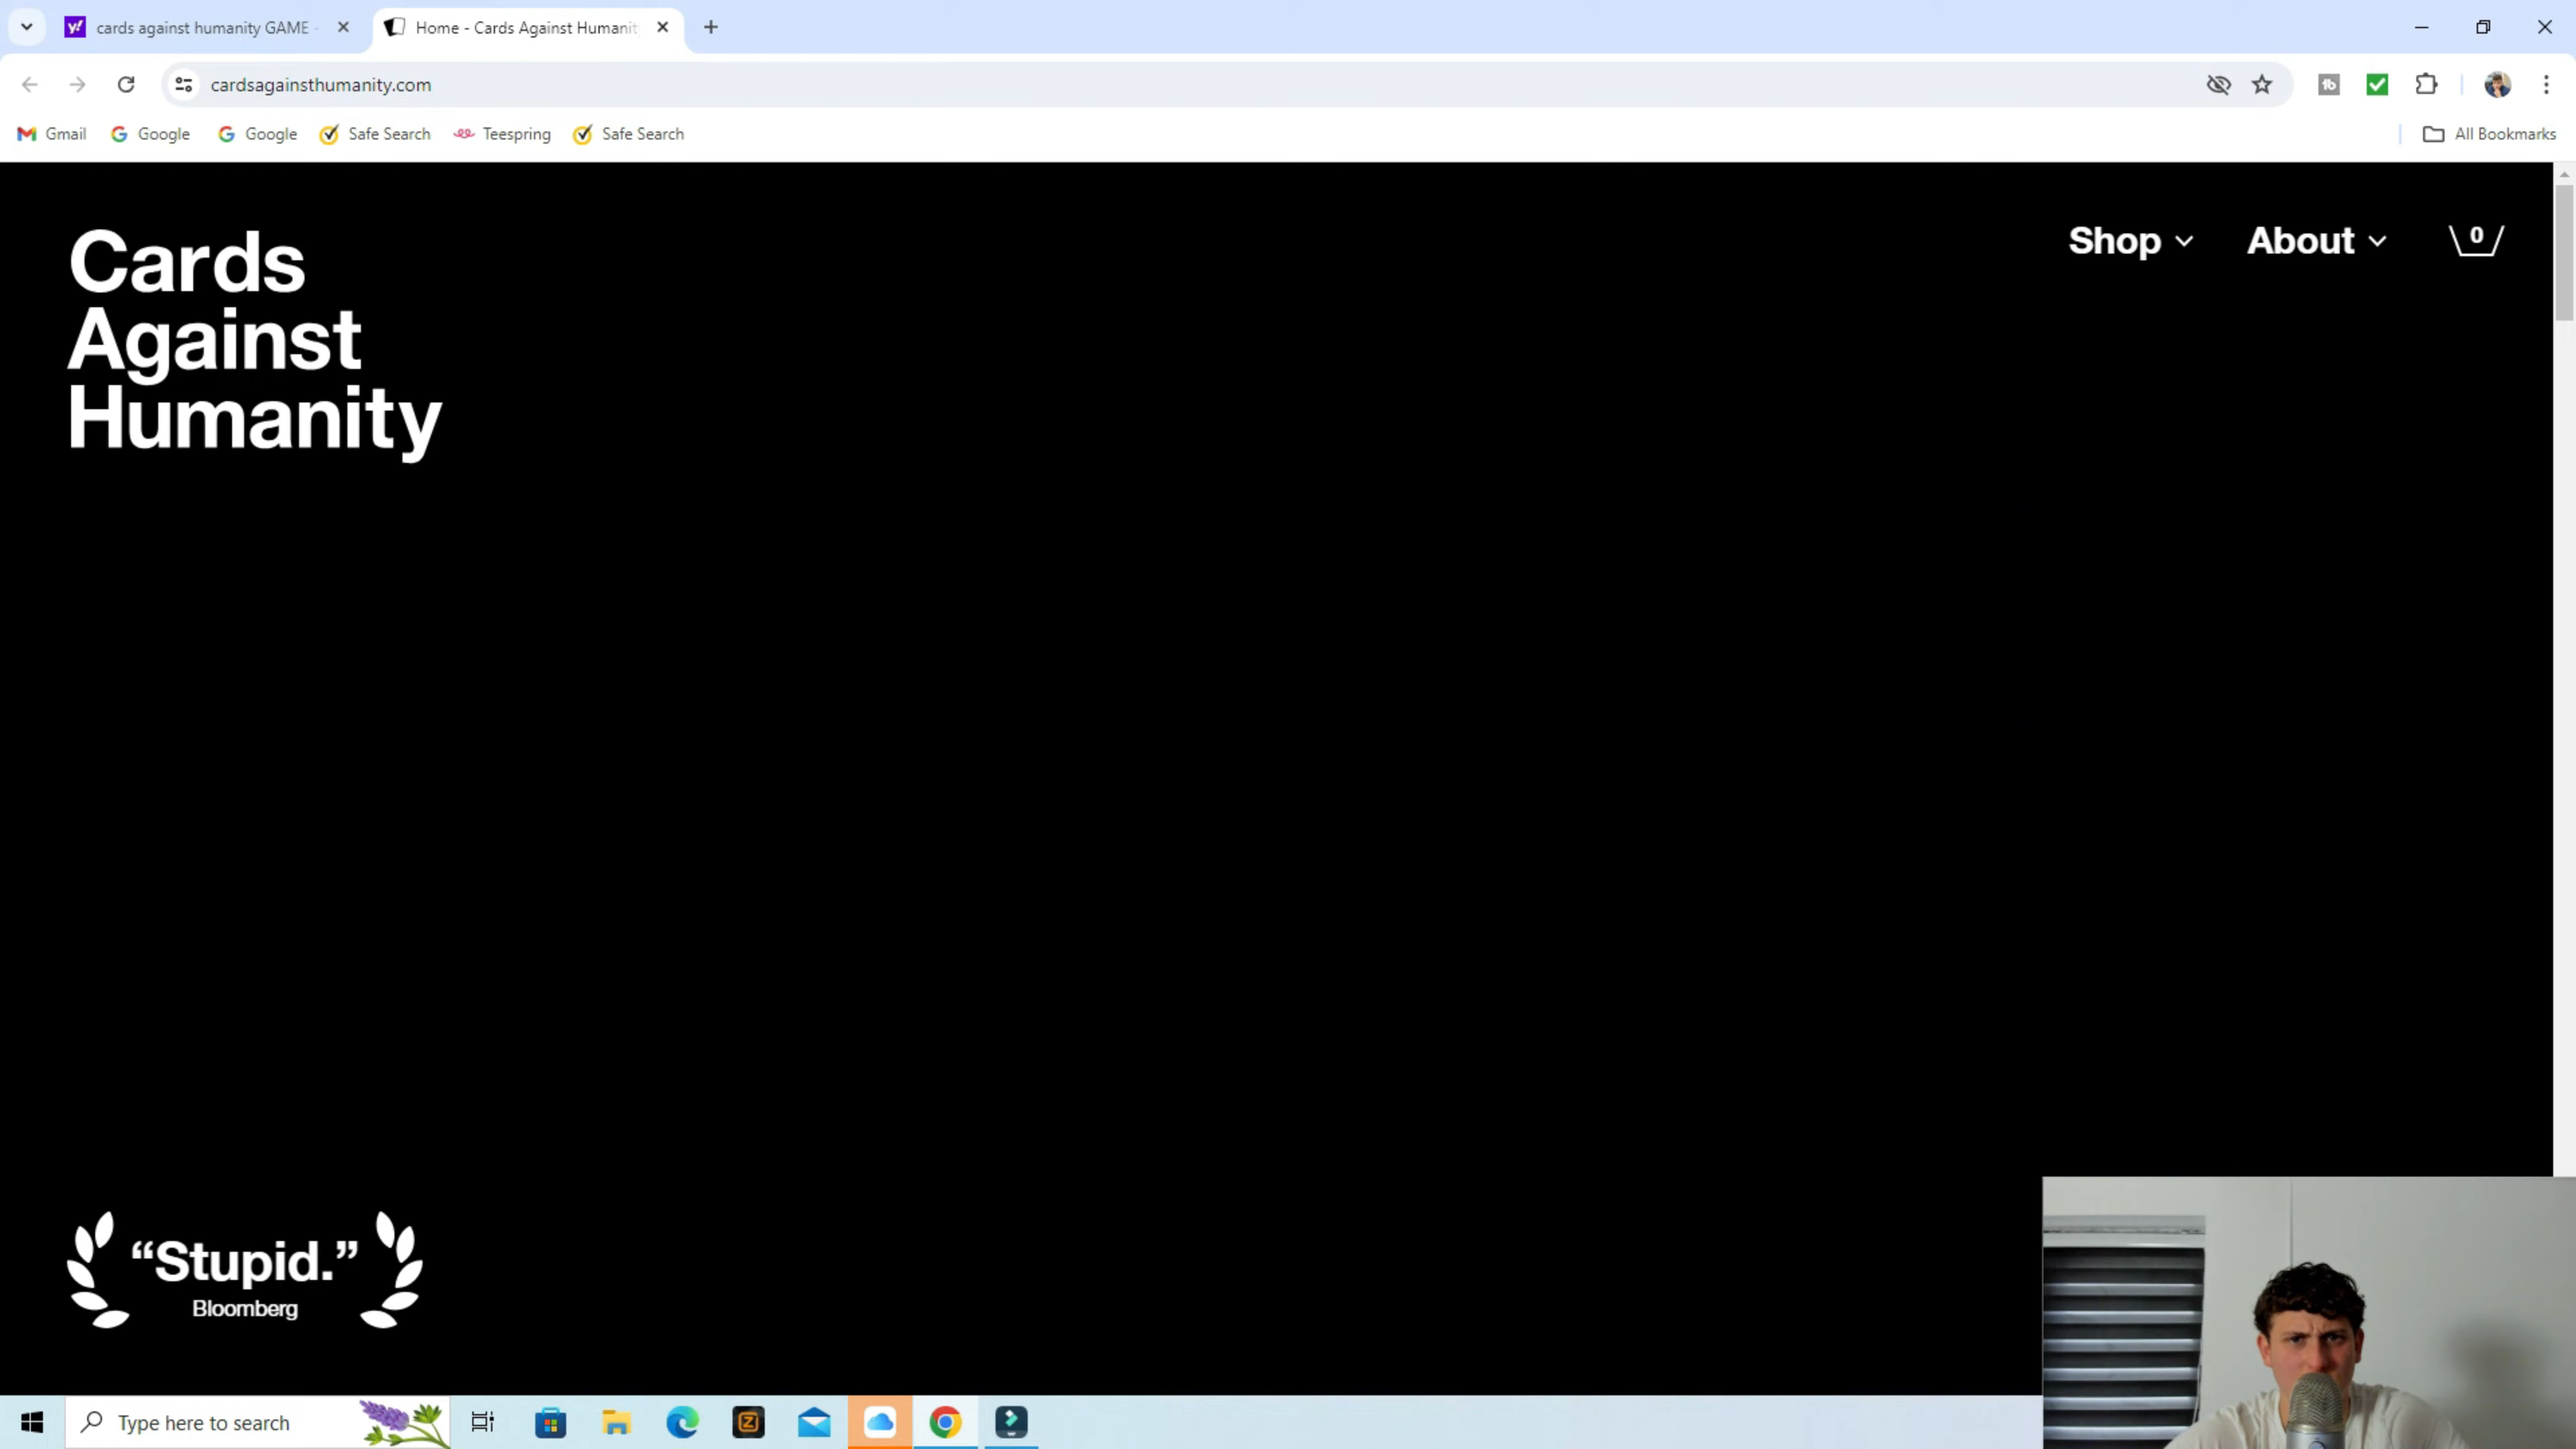 cards against humanity GAME -
Home - Cards Against Humanit
cardsagainsthumanity.com
Gmail
Google
Google
Safe Search
Teespring
Safe Search
All Bookmarks
Cards
Against
Humanity
Shop
About
0
“Stupid.”
Bloomberg
Type here to search